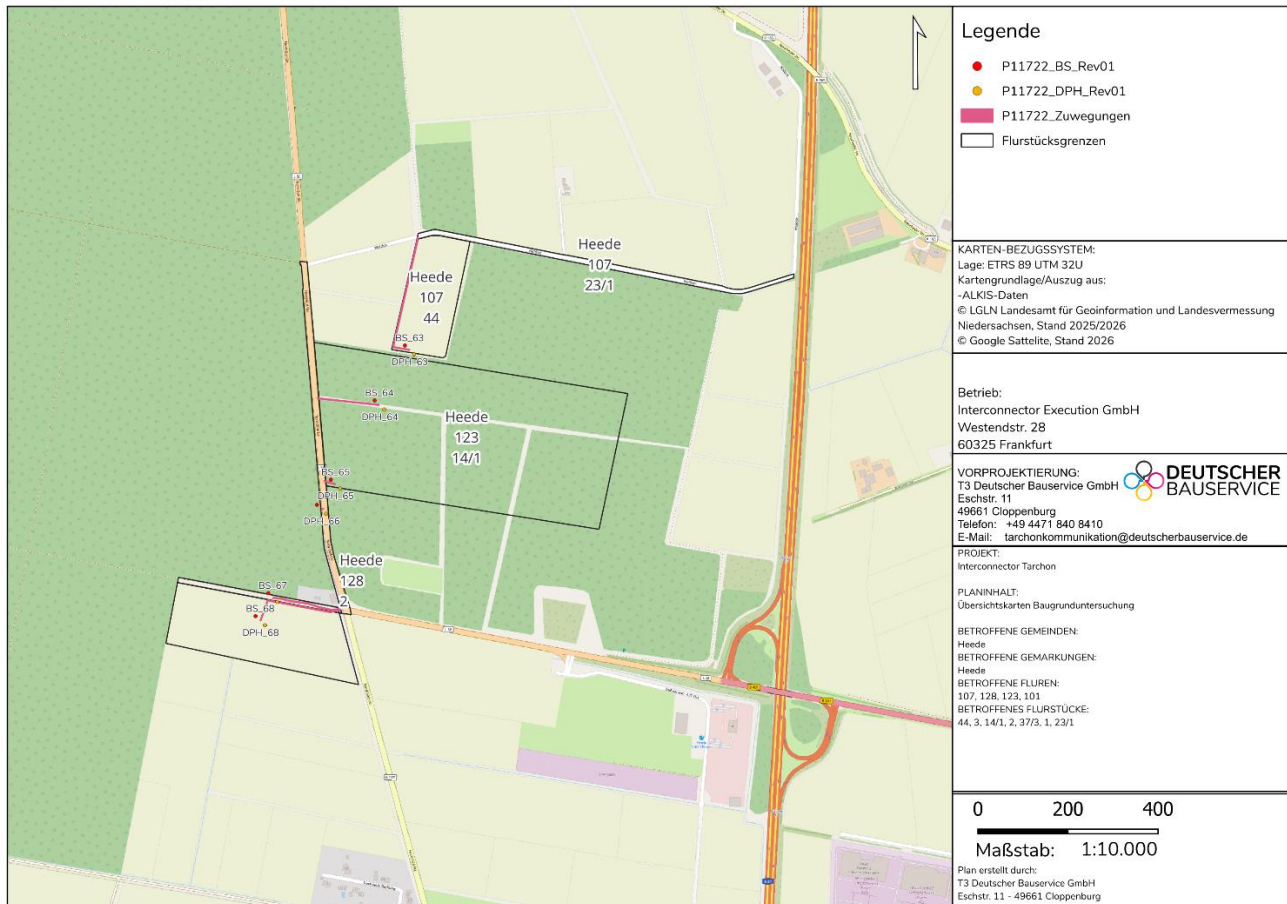 Heede
107
23/1
Heede
107
44
BS_63
DPH_63
BS_64
DPH_64
Heede
123
14/1
BS_65
DPH_65
DPH_66
Heede
128
2
BS_67
BS_68
DPH_68
Legende
P11722_BS_Rev01
P11722_DPH_Rev01
P11722_Zuwegungen
Flurstücksgrenzen
KARTEN-BEZUGSSYSTEM:
Lage: ETRS 89 UTM 32U
Kartengrundlage/Auszug aus:
-ALKIS-Daten
© LGLN Landesamt für Geoinformation und Landesvermessung
Niedersachsen, Stand 2025/2026
© Google Sattelite, Stand 2026
Betrieb:
Interconnector Execution GmbH
Westendstr. 28
60325 Frankfurt
VORPROJEKTIERUNG:
T3 Deutscher Bauservice GmbH
Eschstr. 11
49661 Cloppenburg
Telefon: +49 4471 840 8410
E-Mail: tarchonkommunikation@deutscherbauservice.de
DEUTSCHER
BAUSERVICE
PROJEKT:
Interconnector Tarchon
PLANINHALT:
Übersichtskarten Baugrunduntersuchung
BETROFFENE GEMEINDEN:
Heede
BETROFFENE GEMARKUNGEN:
Heede
BETROFFENE FLUREN:
107, 128, 123, 101
BETROFFENES FLURSTÜCKE:
44, 3, 14/1, 2, 37/3, 1, 23/1
0 200 400
Maßstab: 1:10.000
Plan erstellt durch:
T3 Deutscher Bauservice GmbH
Eschstr. 11 - 49661 Cloppenburg